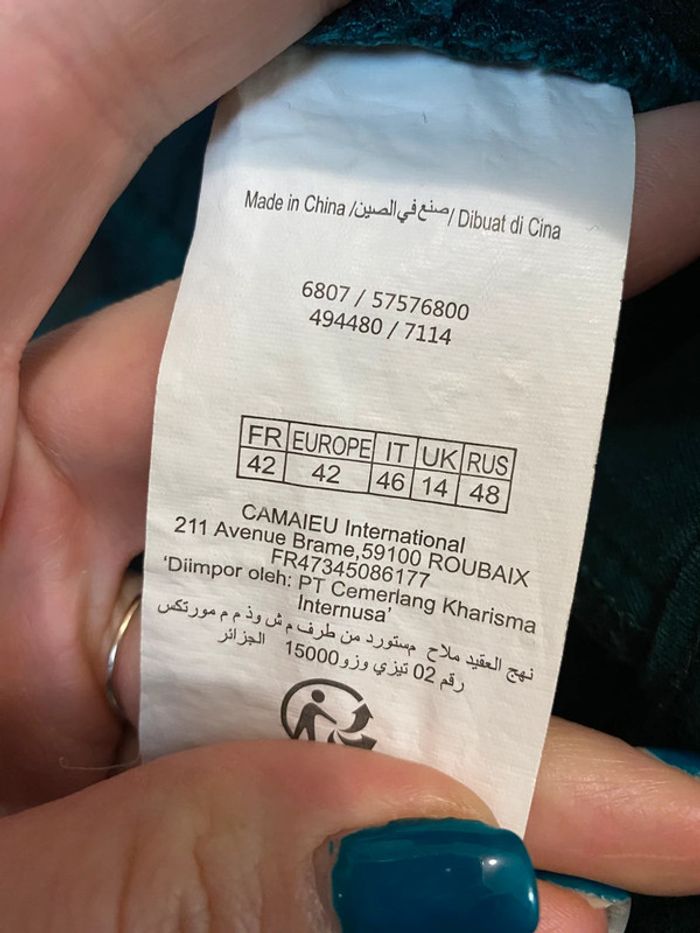 Made in China /صنع في الصين/ Dibuat di Cina
6807 / 57576800
494480 / 7114
FR EUROPE IT UK RUS
42 42 46 14 48
CAMAIEU International
211 Avenue Brame,59100 ROUBAIX
FR47345086177
'Diimpor oleh: PT Cemerlang Kharisma
Internusa'
نهج العقيد ملاح مستورد من طرف م ش وذ م م مورتكس
رقم 02 تيزي وزو 15000 الجزائر